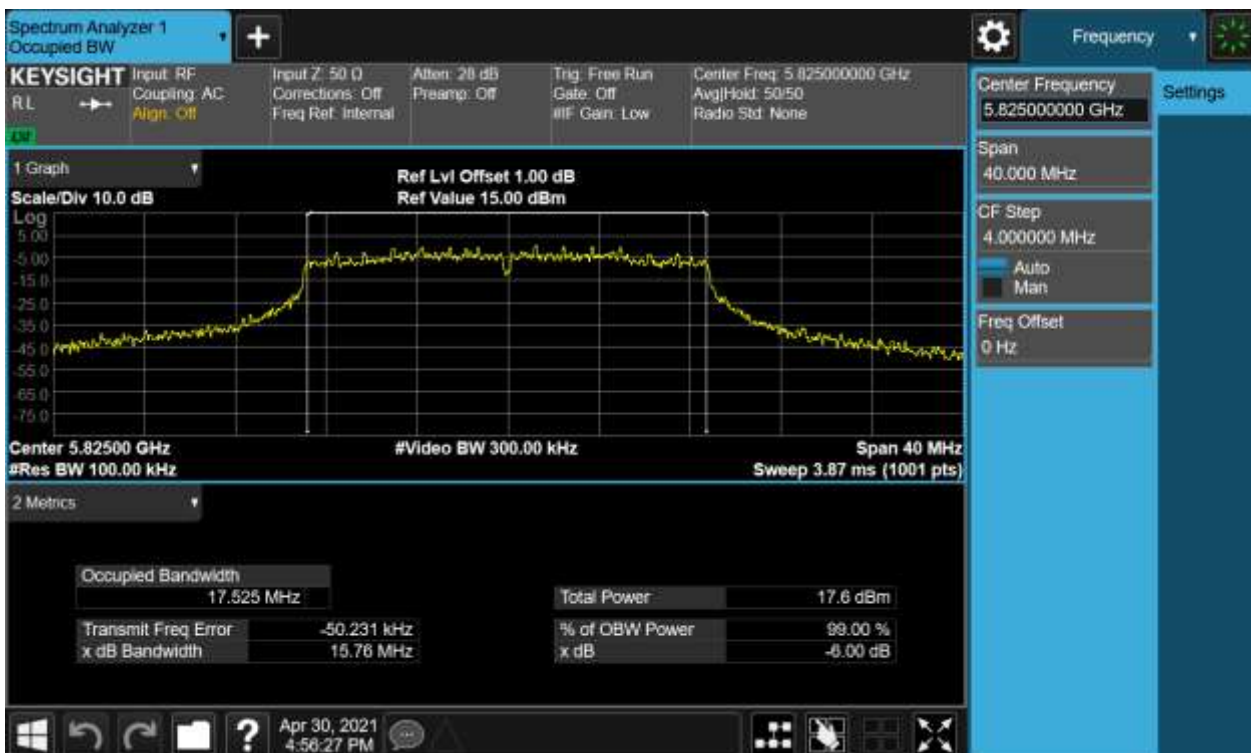 Spectrum Analyzer 1
Occupied BW
Frequency
KEYSIGHT
R L
Input: RF
Coupling: AC
Align: Off
Input Z: 50 Ω
Corrections: Off
Freq Ref: Internal
Atten: 28 dB
Preamp: Off
Trig: Free Run
Gate: Off
#IF Gain: Low
Center Freq: 5.825000000 GHz
Avg|Hold: 50/50
Radio Std: None
Center Frequency
5.825000000 GHz
Settings
Span
40.000 MHz
CF Step
4.000000 MHz
Auto
Man
Freq Offset
0 Hz
1 Graph
Scale/Div 10.0 dB
Ref Lvl Offset 1.00 dB
Ref Value 15.00 dBm
Log
5.00
-5.00
-15.0
-25.0
-35.0
-45.0
-55.0
-65.0
-75.0
Center 5.82500 GHz
#Video BW 300.00 kHz
Span 40 MHz
#Res BW 100.00 kHz
Sweep 3.87 ms (1001 pts)
2 Metrics
Occupied Bandwidth
17.525 MHz
Total Power 17.6 dBm
Transmit Freq Error -50.231 kHz
% of OBW Power 99.00 %
x dB Bandwidth 15.76 MHz
x dB -6.00 dB
Apr 30, 2021
4:56:27 PM